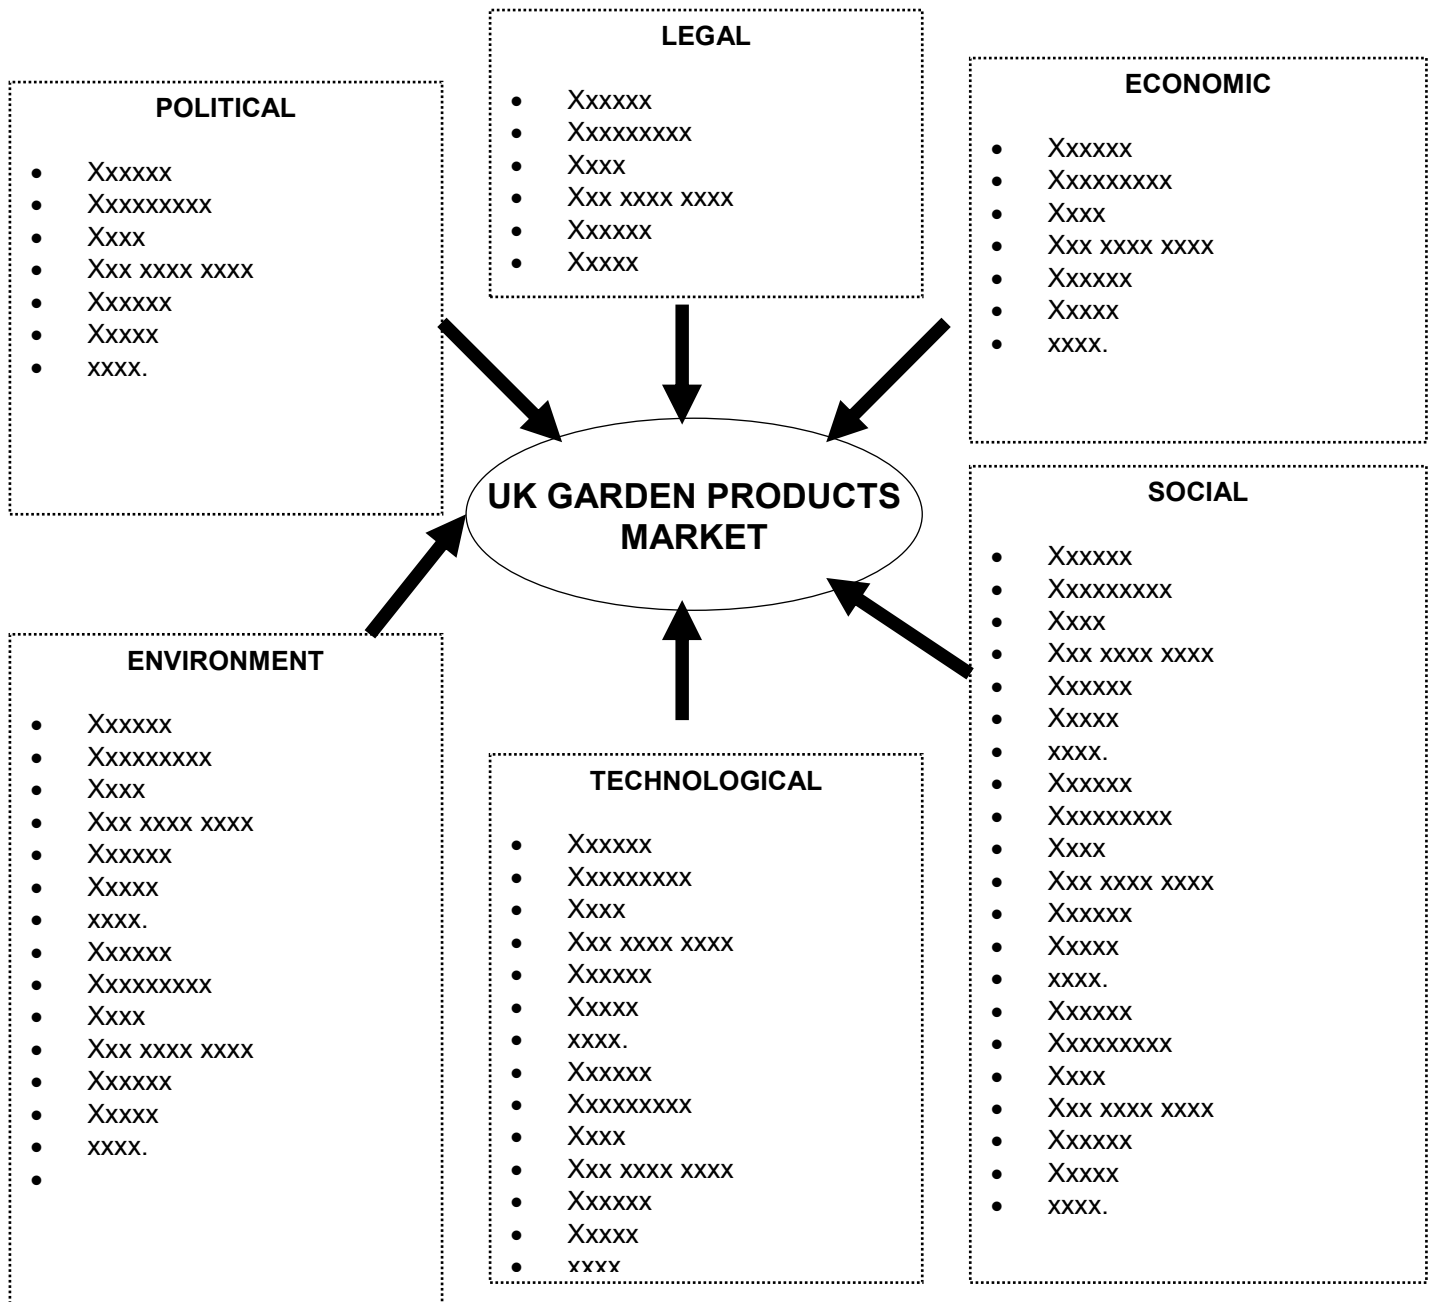 LEGAL
• Xxxxxx
• Xxxxxxxxx
• Xxxx
• Xxx xxxx xxxx
• Xxxxxx
• Xxxxx
POLITICAL
• Xxxxxx
• Xxxxxxxxx
• Xxxx
• Xxx xxxx xxxx
• Xxxxxx
• Xxxxx
• xxxx.
ECONOMIC
• Xxxxxx
• Xxxxxxxxx
• Xxxx
• Xxx xxxx xxxx
• Xxxxxx
• Xxxxx
• xxxx.
UK GARDEN PRODUCTS
MARKET
SOCIAL
• Xxxxxx
• Xxxxxxxxx
• Xxxx
• Xxx xxxx xxxx
• Xxxxxx
• Xxxxx
• xxxx.
• Xxxxxx
• Xxxxxxxxx
• Xxxx
• Xxx xxxx xxxx
• Xxxxxx
• Xxxxx
• xxxx.
• Xxxxxx
• Xxxxxxxxx
• Xxxx
• Xxx xxxx xxxx
• Xxxxxx
• Xxxxx
• xxxx.
ENVIRONMENT
• Xxxxxx
• Xxxxxxxxx
• Xxxx
• Xxx xxxx xxxx
• Xxxxxx
• Xxxxx
• xxxx.
• Xxxxxx
• Xxxxxxxxx
• Xxxx
• Xxx xxxx xxxx
• Xxxxxx
• Xxxxx
• xxxx.
•
TECHNOLOGICAL
• Xxxxxx
• Xxxxxxxxx
• Xxxx
• Xxx xxxx xxxx
• Xxxxxx
• Xxxxx
• xxxx.
• Xxxxxx
• Xxxxxxxxx
• Xxxx
• Xxx xxxx xxxx
• Xxxxxx
• Xxxxx
• xxxx